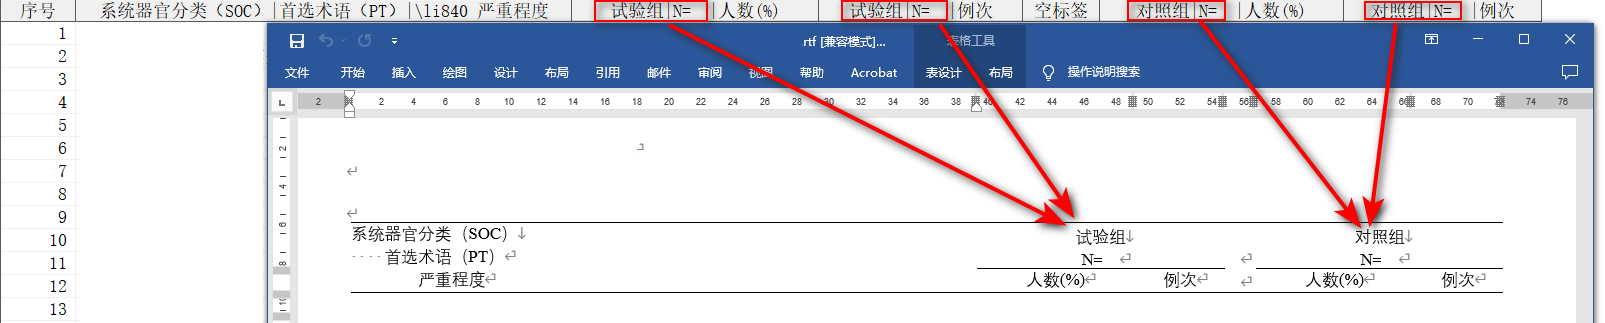 序号 系统器官分类（SOC）|首选术语（PT）|\li840 严重程度 试验组|N= |人数(%) 试验组|N= |例次 空标签 对照组|N= |人数(%) 对照组|N= |例次
1
2
3
4
5
6
7
8
9
10
11
12
13
rtf [兼容模式]... 表格工具
文件 开始 插入 绘图 设计 布局 引用 邮件 审阅 视图 帮助 Acrobat 表设计 布局 操作说明搜索
2 2 4 6 8 10 12 14 16 18 20 22 24 26 28 30 32 34 36 38 40 42 44 46 48 50 52 54 56 58 60 62 64 66 68 70 72 74 76
2
4
6
8
10
系统器官分类（SOC）↓ 试验组↓ 对照组↓
····首选术语（PT）↵ N= ↵ ↵ N= ↵
严重程度↵ 人数(%)↵ 例次↵ ↵ 人数(%)↵ 例次↵